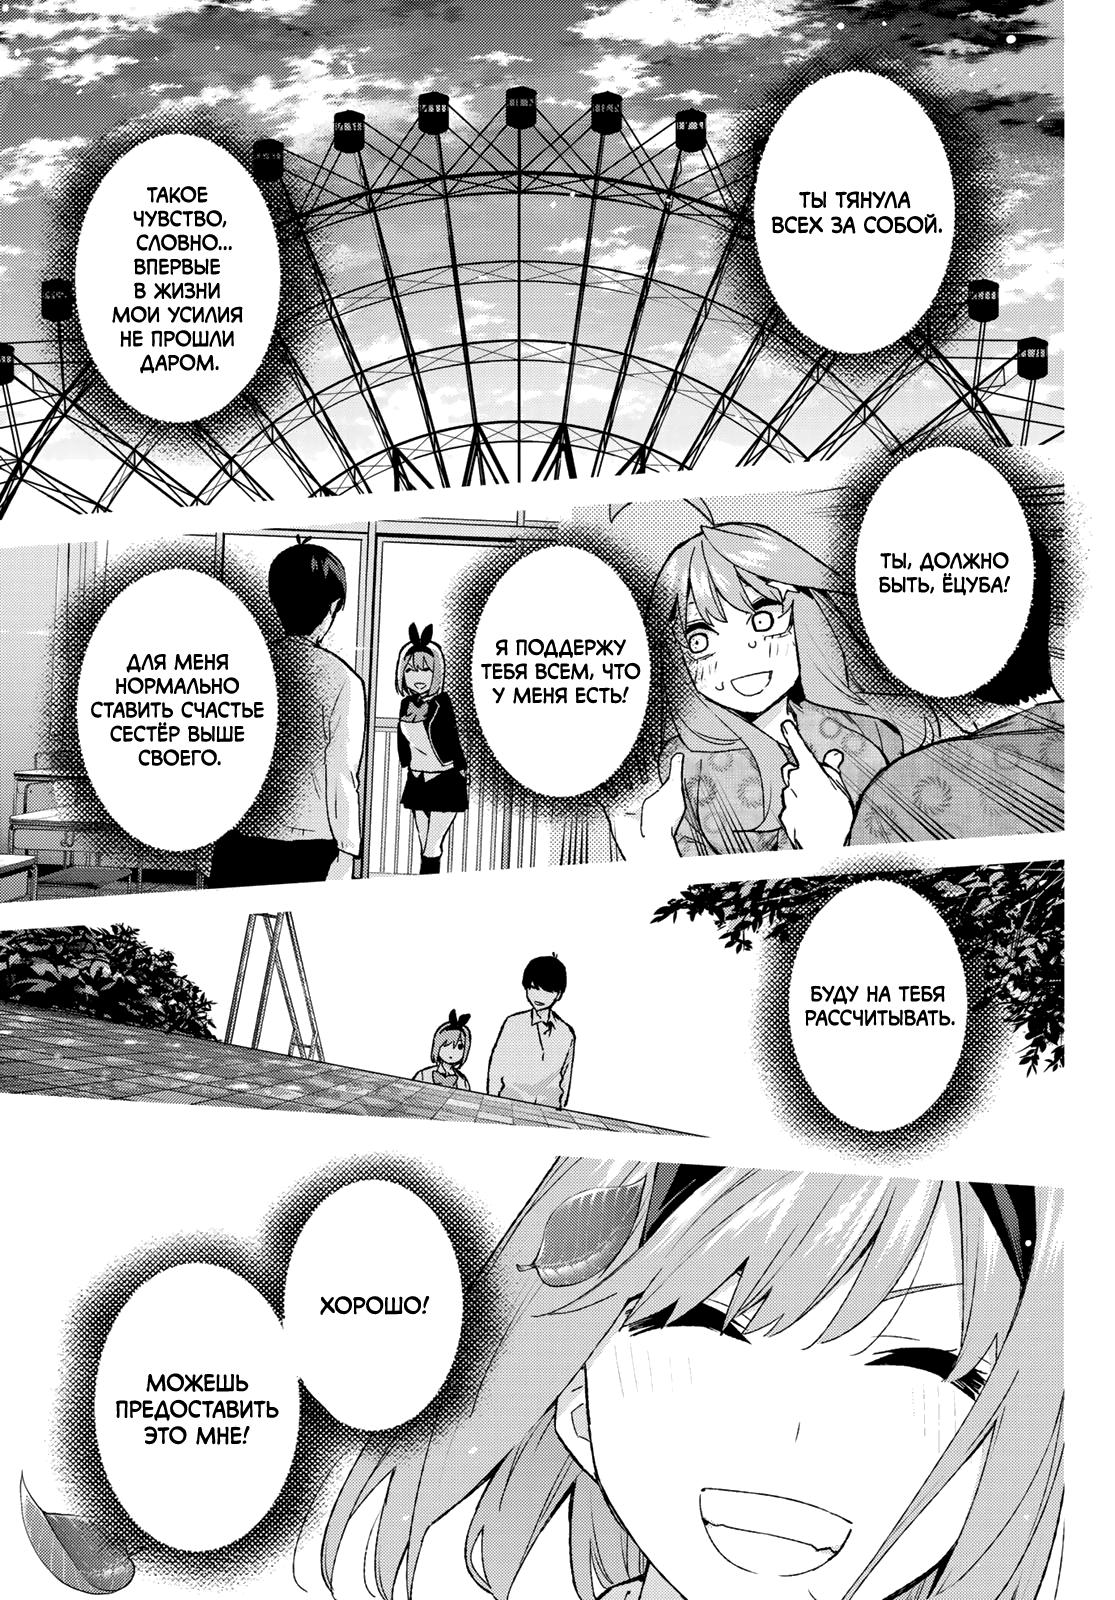 ТЫ ТЯНУЛА
ВСЕХ ЗА СОБОЙ.
ТАКОЕ
ЧУВСТВО,
СЛОВНО...
ВПЕРВЫЕ
В ЖИЗНИ
МОИ УСИЛИЯ
НЕ ПРОШЛИ
ДАРОМ.
ТЫ, ДОЛЖНО
БЫТЬ, ЁЦУБА!
Я ПОДДЕРЖУ
ТЕБЯ ВСЕМ, ЧТО
У МЕНЯ ЕСТЬ!
ДЛЯ МЕНЯ
НОРМАЛЬНО
СТАВИТЬ СЧАСТЬЕ
СЕСТЁР ВЫШЕ
СВОЕГО.
БУДУ НА ТЕБЯ
РАССЧИТЫВАТЬ.
ХОРОШО!
МОЖЕШЬ
ПРЕДОСТАВИТЬ
ЭТО МНЕ!